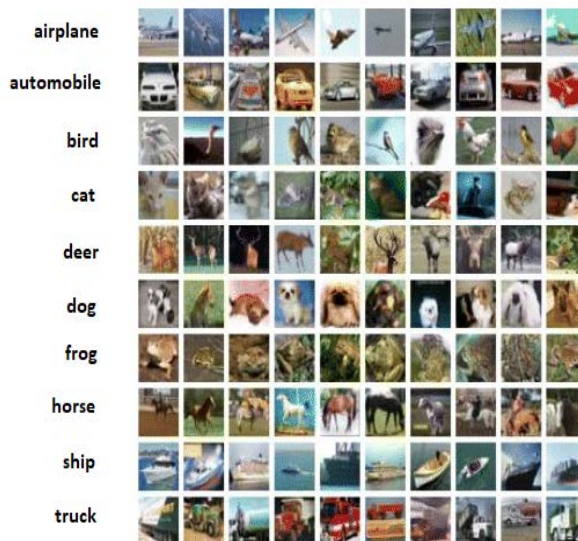 airplane
automobile
bird
cat
deer
dog
frog
horse
ship
truck